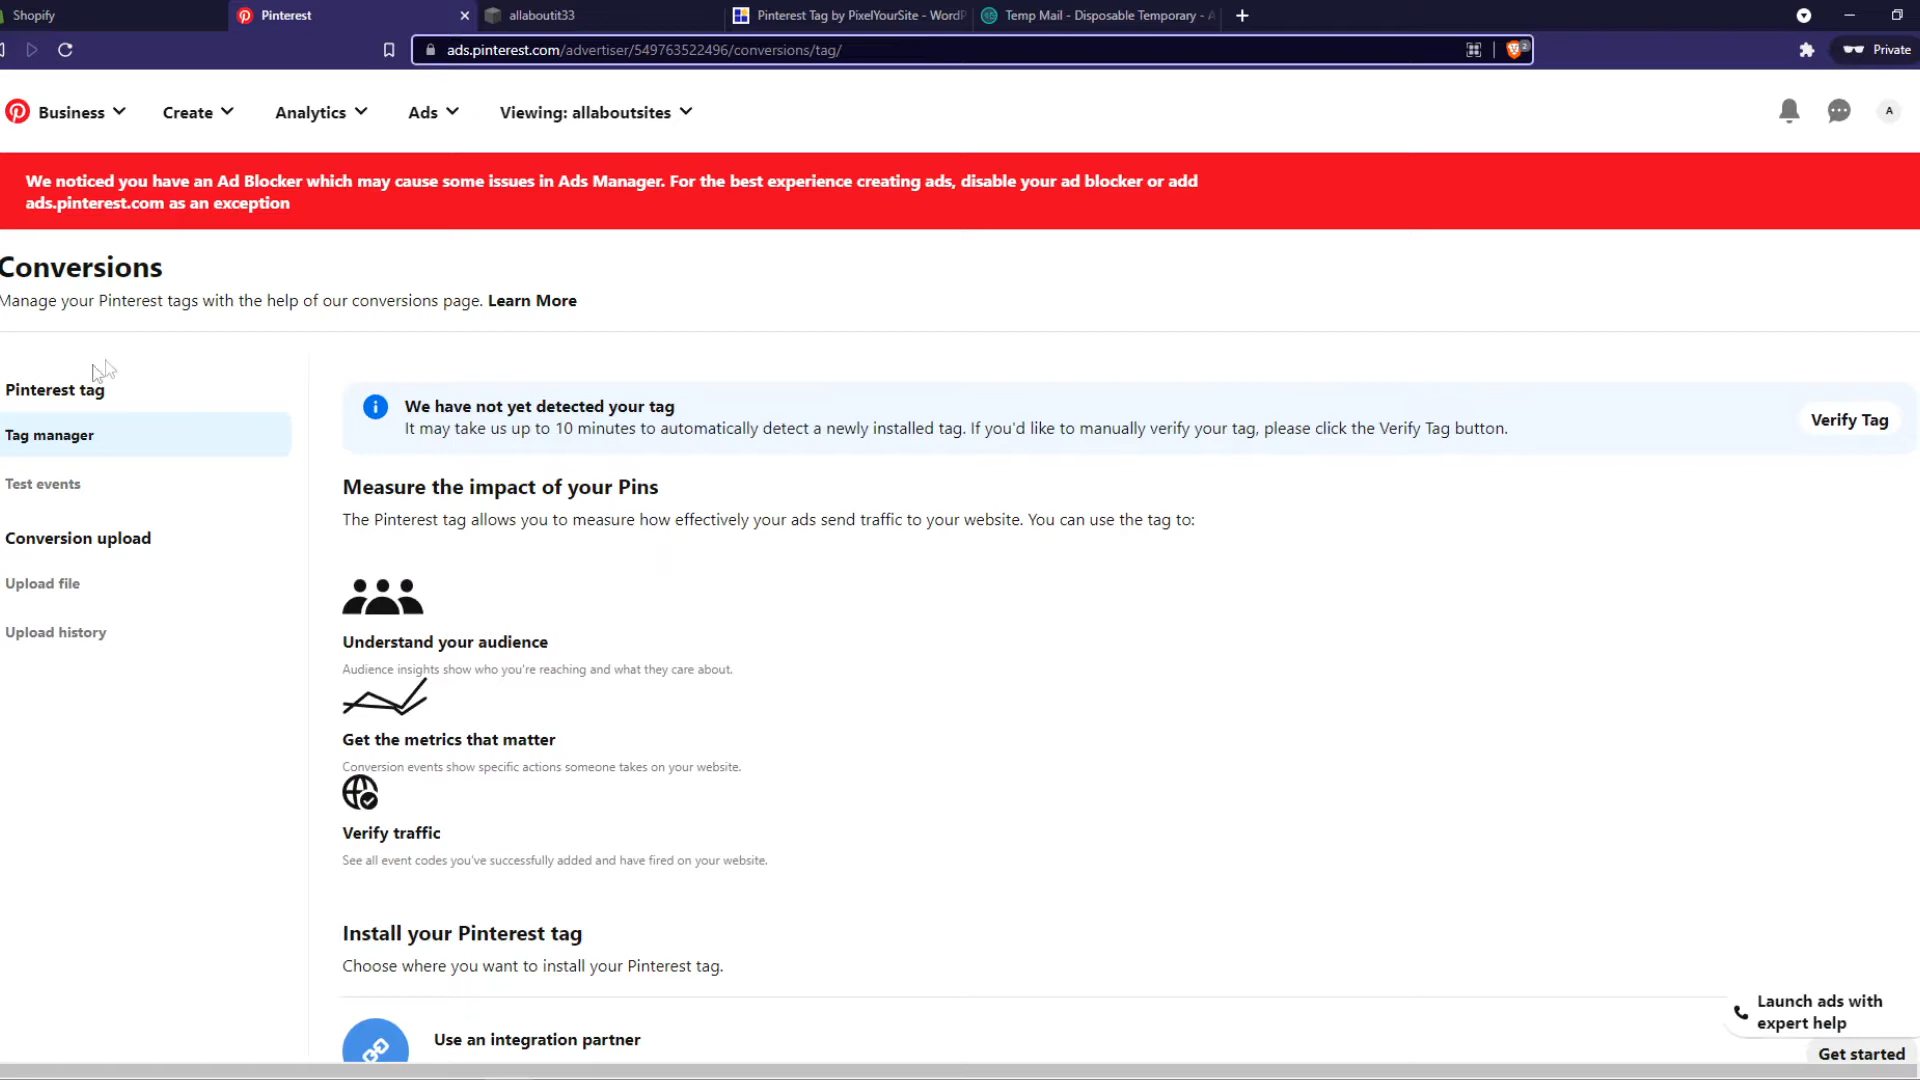 Shopify
Pinterest
allaboutit33
Pinterest Tag by PixelYourSite - WordP
Temp Mail - Disposable Temporary - A
ads.pinterest.com/advertiser/549763522496/conversions/tag/
2
Private
Business
Create
Analytics
Ads
Viewing: allaboutsites
A
We noticed you have an Ad Blocker which may cause some issues in Ads Manager. For the best experience creating ads, disable your ad blocker or add
ads.pinterest.com as an exception
Conversions
Manage your Pinterest tags with the help of our conversions page. Learn More
Pinterest tag
Tag manager
Test events
Conversion upload
Upload file
Upload history
We have not yet detected your tag
It may take us up to 10 minutes to automatically detect a newly installed tag. If you'd like to manually verify your tag, please click the Verify Tag button.
Verify Tag
Measure the impact of your Pins
The Pinterest tag allows you to measure how effectively your ads send traffic to your website. You can use the tag to:
Understand your audience
Audience insights show who you're reaching and what they care about.
Get the metrics that matter
Conversion events show specific actions someone takes on your website.
Verify traffic
See all event codes you've successfully added and have fired on your website.
Install your Pinterest tag
Choose where you want to install your Pinterest tag.
Use an integration partner
Launch ads with
expert help
Get started